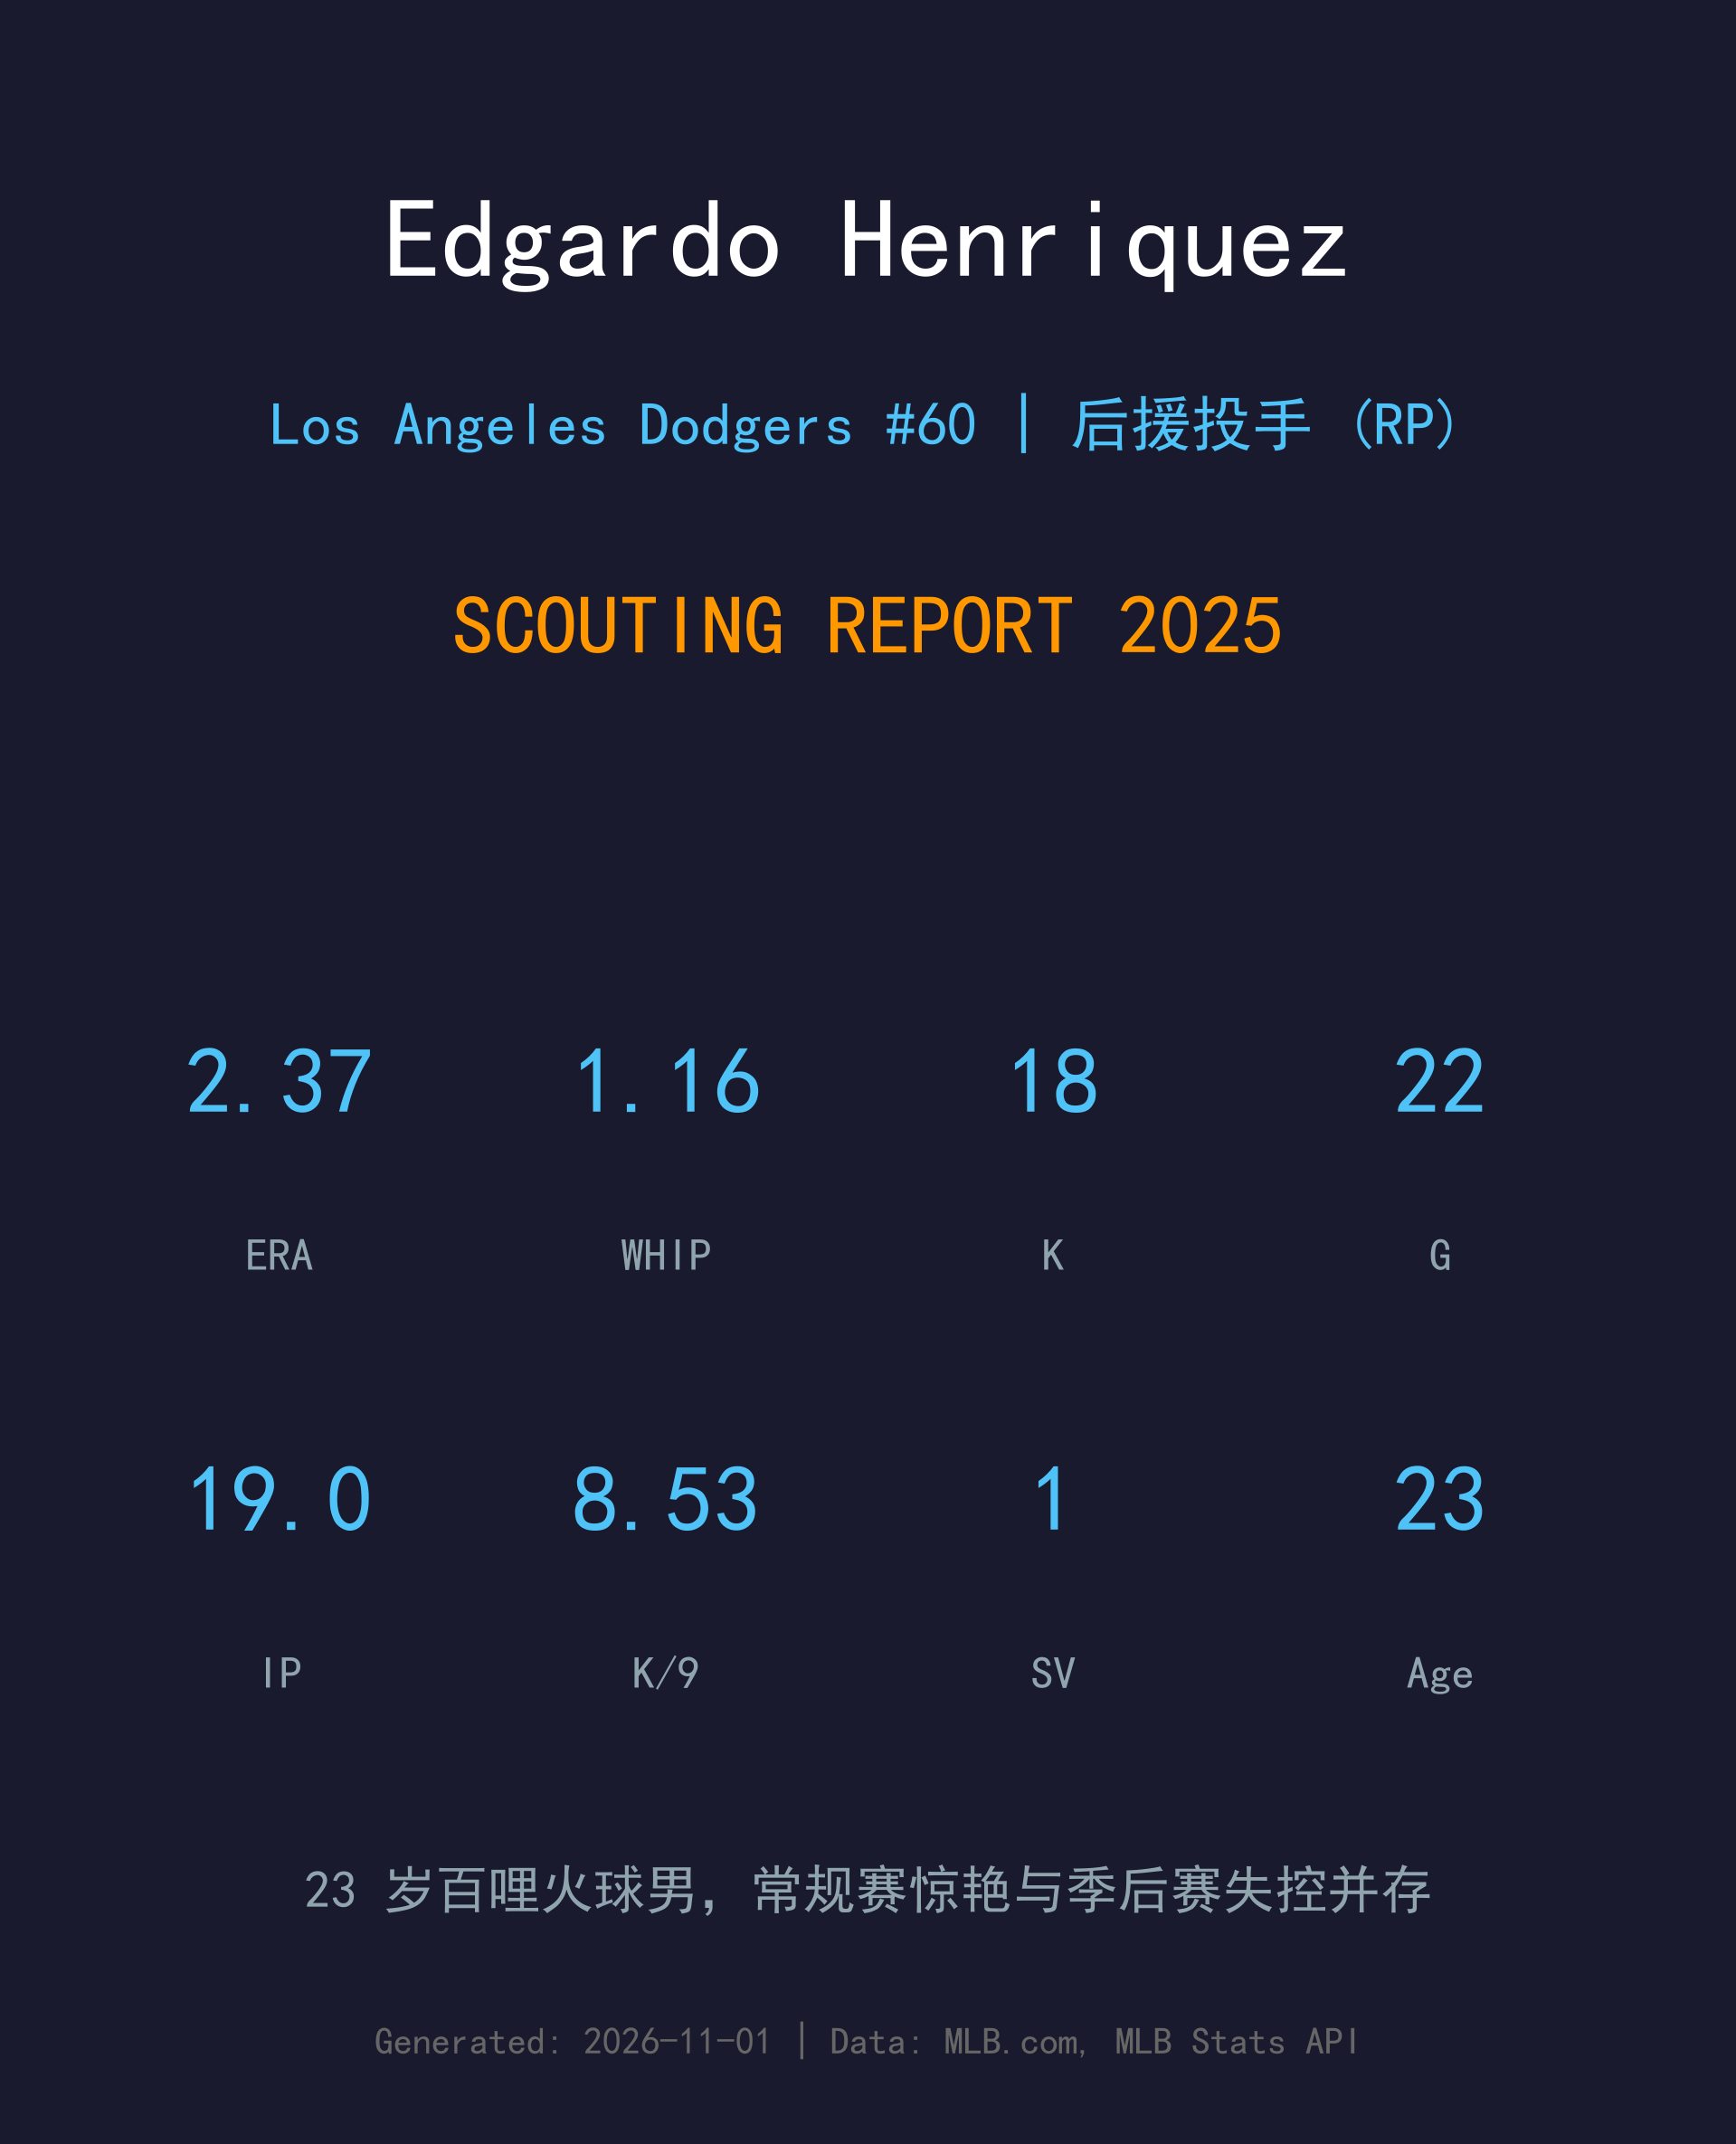 Edgardo Henriquez
Los Angeles Dodgers #60 | 后援投手 (RP)
SCOUTING REPORT 2025
2.37 1.16 18 22
ERA WHIP K G
19.0 8.53 1 23
IP K/9 SV Age
23 岁百哩火球男, 常规赛惊艳与季后赛失控并存
Generated: 2026-11-01 | Data: MLB.com, MLB Stats API